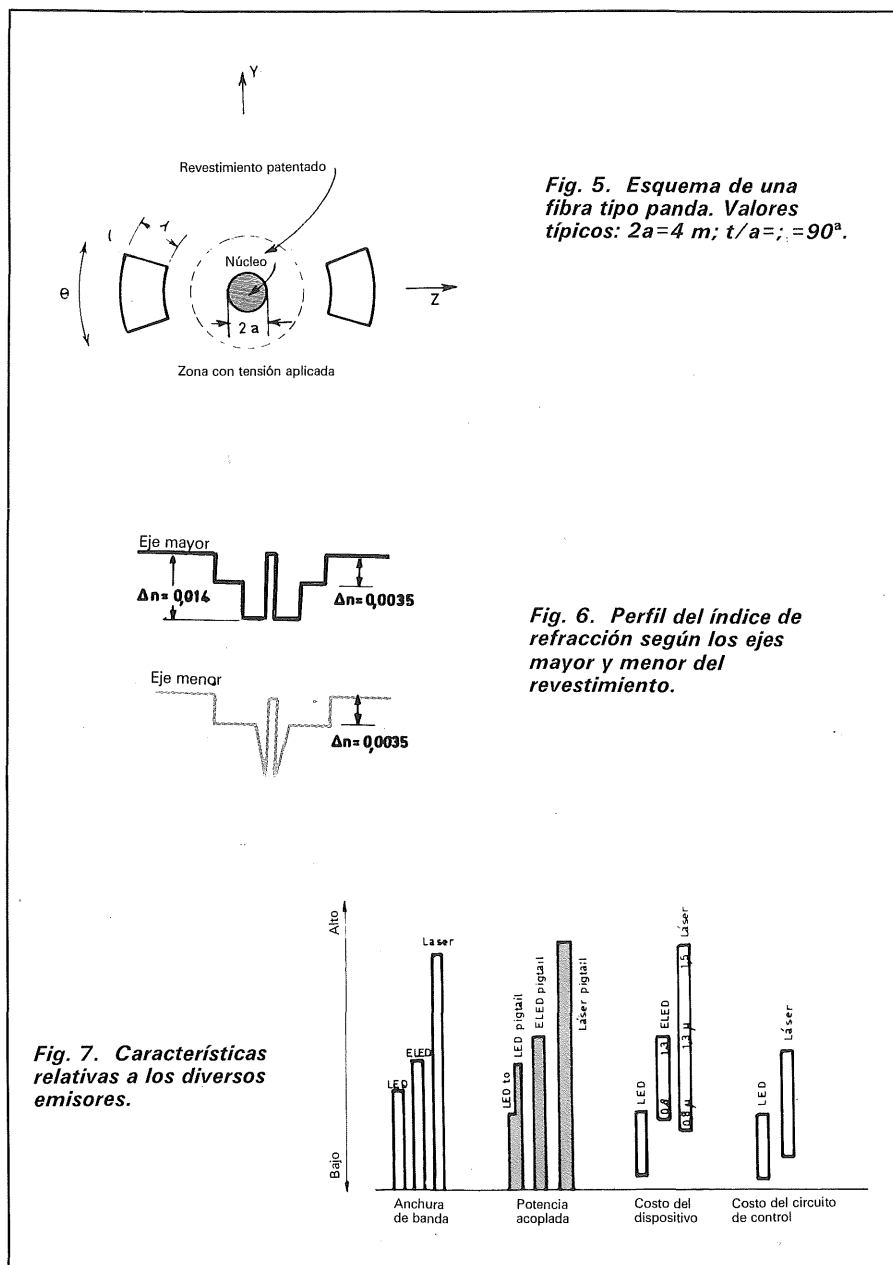 Y
Revestimiento patentado
Núcleo
θ
Z
2 a
Zona con tensión aplicada
Fig. 5. Esquema de una
fibra tipo panda. Valores
típicos: 2a=4 m; t/a=; =90ª.
Eje mayor
Δn= 0,014
Δn= 0,0035
Eje menor
Δn= 0,0035
Fig. 6. Perfil del índice de
refracción según los ejes
mayor y menor del
revestimiento.
Fig. 7. Características
relativas a los diversos
emisores.
Alto
Bajo
LED
ELED
Laser
LED to
LED pigtail
ELED pigtail
Láser pigtail
LED
0,8
1,3
ELED
0,8 μ
1,3 μ
1,5
Láser
LED
Láser
Anchura
de banda
Potencia
acoplada
Costo del
dispositivo
Costo del circuito
de control